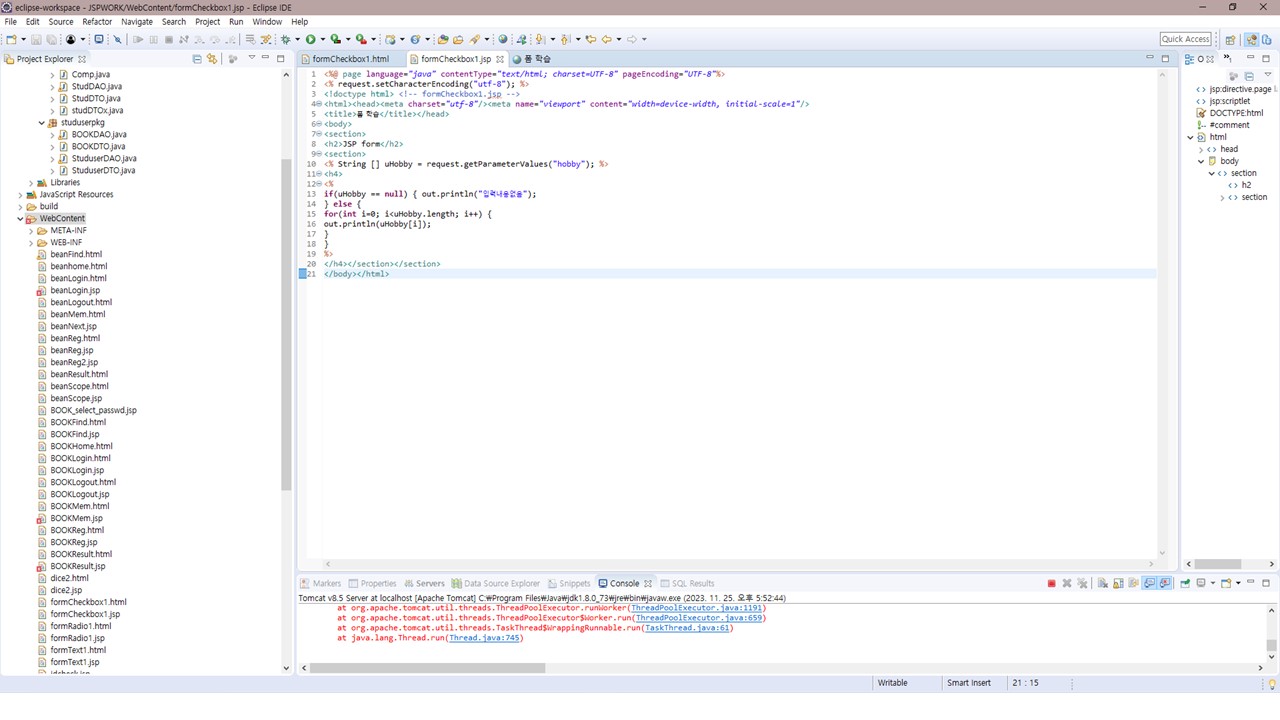 eclipse-workspace - JSPWORK/WebContent/formCheckbox1.jsp - Eclipse IDE
File Edit Source Refactor Navigate Search Project Run Window Help
Quick Access
Project Explorer
Comp.java
StudDAO.java
StudDTO.java
studDTOx.java
studuserpkg
BOOKDAO.java
BOOKDTO.java
StuduserDAO.java
StuduserDTO.java
Libraries
JavaScript Resources
build
WebContent
META-INF
WEB-INF
beanFind.html
beanhome.html
beanLogin.html
beanLogin.jsp
beanLogout.html
beanMem.html
beanNext.jsp
beanReg.html
beanReg.jsp
beanReg2.jsp
beanResult.html
beanScope.html
beanScope.jsp
BOOK_select_passwd.jsp
BOOKFind.html
BOOKFind.jsp
BOOKHome.html
BOOKLogin.html
BOOKLogin.jsp
BOOKLogout.html
BOOKLogout.jsp
BOOKMem.html
BOOKMem.jsp
BOOKReg.html
BOOKReg.jsp
BOOKResult.html
BOOKResult.jsp
dice2.html
dice2.jsp
formCheckbox1.html
formCheckbox1.jsp
formRadio1.html
formRadio1.jsp
formText1.html
formText1.jsp
idcheck.jsp
formCheckbox1.html formCheckbox1.jsp 폼 학습
1 <%@ page language="java" contentType="text/html; charset=UTF-8" pageEncoding="UTF-8"%>
2 <% request.setCharacterEncoding("utf-8"); %>
3 <!doctype html> <!-- formCheckbox1.jsp -->
4 <html><head><meta charset="utf-8"/><meta name="viewport" content="width=device-width, initial-scale=1"/>
5 <title>폼 학습</title></head>
6 <body>
7 <section>
8 <h2>JSP form</h2>
9 <section>
10 <% String [] uHobby = request.getParameterValues("hobby"); %>
11 <h4>
12 <%
13 if(uHobby == null) { out.println("입력내용없음");
14 } else {
15 for(int i=0; i<uHobby.length; i++) {
16 out.println(uHobby[i]);
17 }
18 }
19 %>
20 </h4></section></section>
21 </body></html>
jsp:directive.page
jsp:scriptlet
DOCTYPE:html
#comment
html
head
body
section
h2
section
Markers Properties Servers Data Source Explorer Snippets Console SQL Results
Tomcat v8.5 Server at localhost [Apache Tomcat] C:₩Program Files₩Java₩jdk1.8.0_73₩jre₩bin₩javaw.exe (2023. 11. 25. 오후 5:52:44)
at org.apache.tomcat.util.threads.ThreadPoolExecutor.runWorker(ThreadPoolExecutor.java:1191)
at org.apache.tomcat.util.threads.ThreadPoolExecutor$Worker.run(ThreadPoolExecutor.java:659)
at org.apache.tomcat.util.threads.TaskThread$WrappingRunnable.run(TaskThread.java:61)
at java.lang.Thread.run(Thread.java:745)
Writable Smart Insert 21 : 15